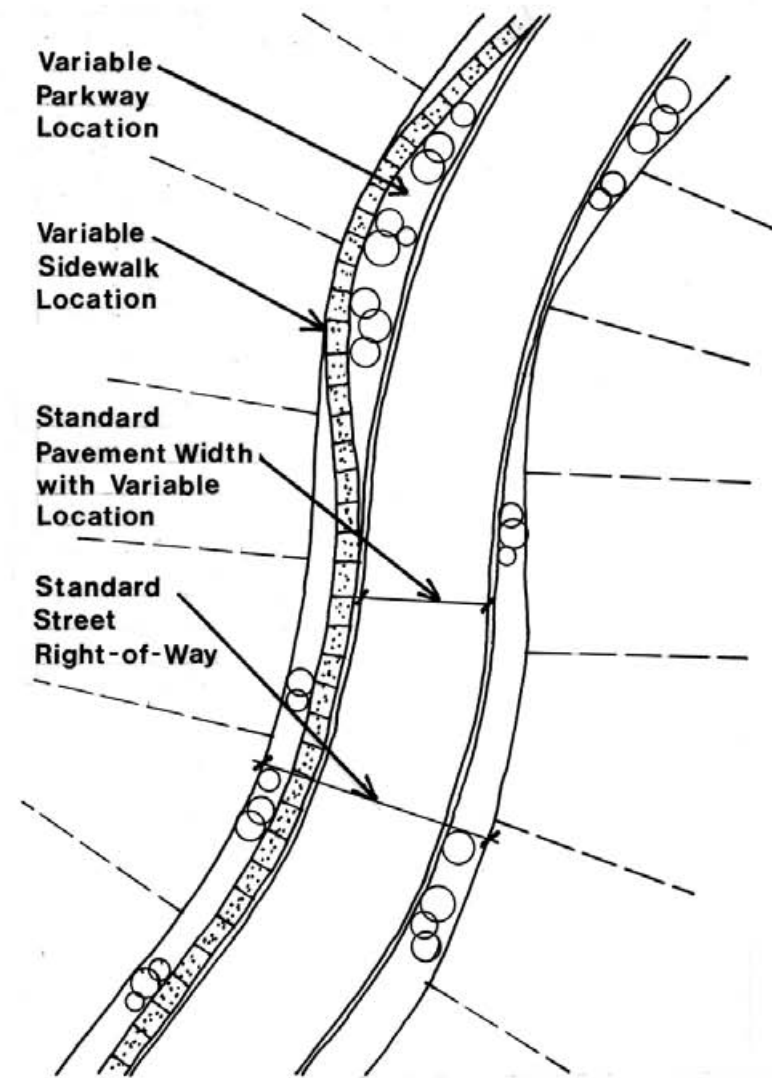 Variable
Parkway
Location
Variable
Sidewalk
Location
Standard
Pavement Width
with Variable
Location
Standard
Street
Right-of-Way